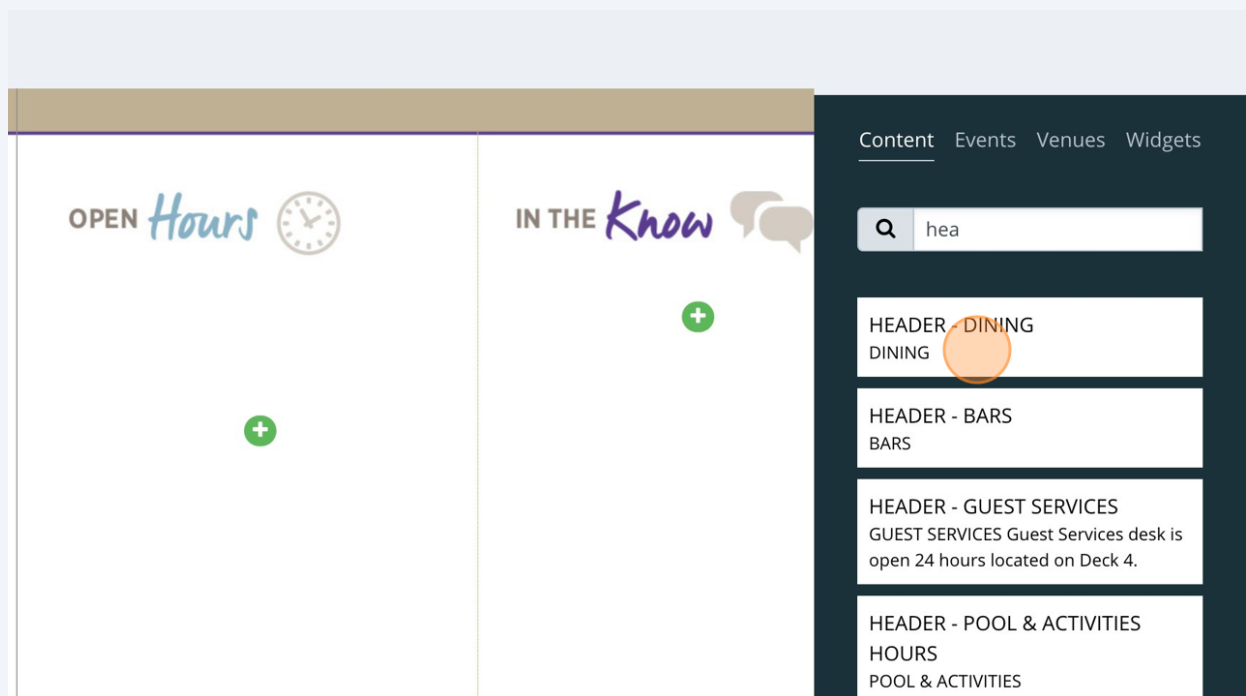 OPEN Hours
IN THE Know
Content Events Venues Widgets
hea
HEADER - DINING
DINING
HEADER - BARS
BARS
HEADER - GUEST SERVICES
GUEST SERVICES Guest Services desk is
open 24 hours located on Deck 4.
HEADER - POOL & ACTIVITIES
HOURS
POOL & ACTIVITIES